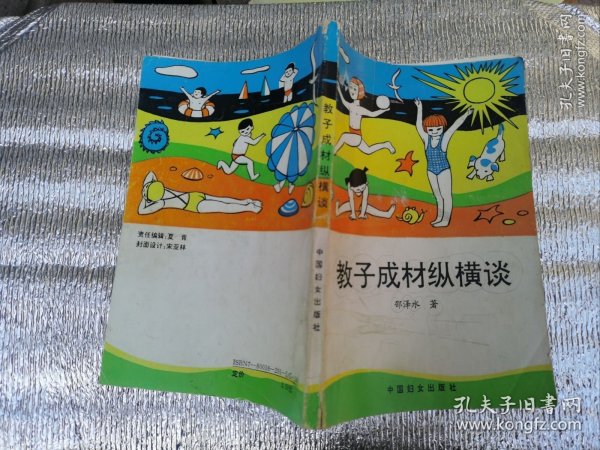 教子成材纵横谈
邵泽水 著
中国妇女出版社
教子成材纵横谈
中国妇女出版社
责任编辑：夏 青
封面设计：宋亚林
定价
孔夫子旧书网
kongfz.com
孔夫子旧书网
kongfz.com